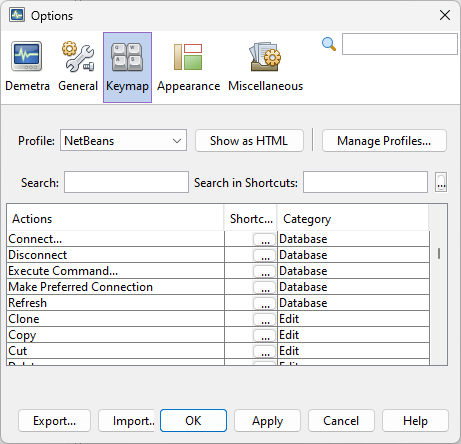 Options
Demetra General Keymap Appearance Miscellaneous
Profile: NetBeans Show as HTML Manage Profiles...
Search: Search in Shortcuts: ...
Actions Shortc... Category
Connect... ... Database
Disconnect ... Database
Execute Command... ... Database
Make Preferred Connection ... Database
Refresh ... Database
Clone ... Edit
Copy ... Edit
Cut ... Edit
Export... Import.. OK Apply Cancel Help